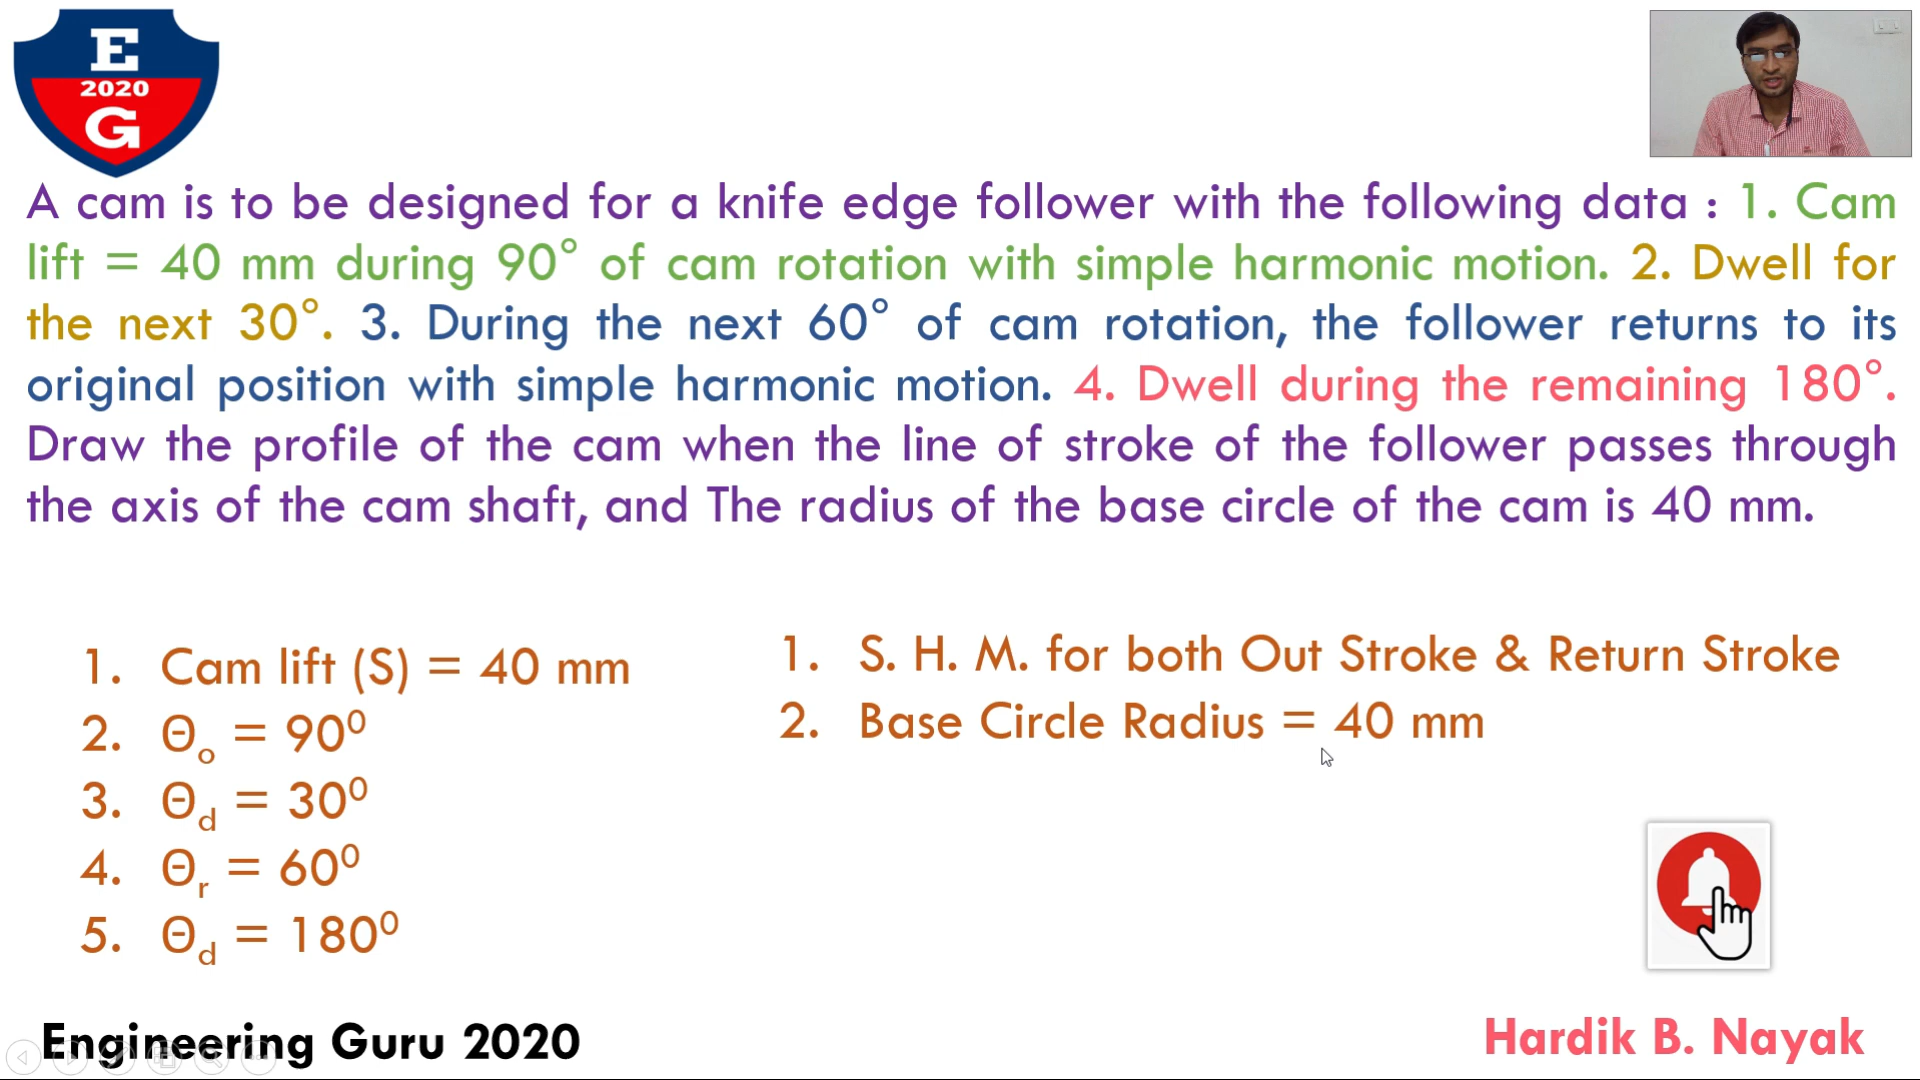 E
2020
G
A cam is to be designed for a knife edge follower with the following data : 1. Cam
lift = 40 mm during 90° of cam rotation with simple harmonic motion. 2. Dwell for
the next 30°. 3. During the next 60° of cam rotation, the follower returns to its
original position with simple harmonic motion. 4. Dwell during the remaining 180°.
Draw the profile of the cam when the line of stroke of the follower passes through
the axis of the cam shaft, and The radius of the base circle of the cam is 40 mm.
1. Cam lift (S) = 40 mm
2. Θₒ = 90⁰
3. Θd = 30⁰
4. Θr = 60⁰
5. Θd = 180⁰
1. S. H. M. for both Out Stroke & Return Stroke
2. Base Circle Radius = 40 mm
Engineering Guru 2020
Hardik B. Nayak